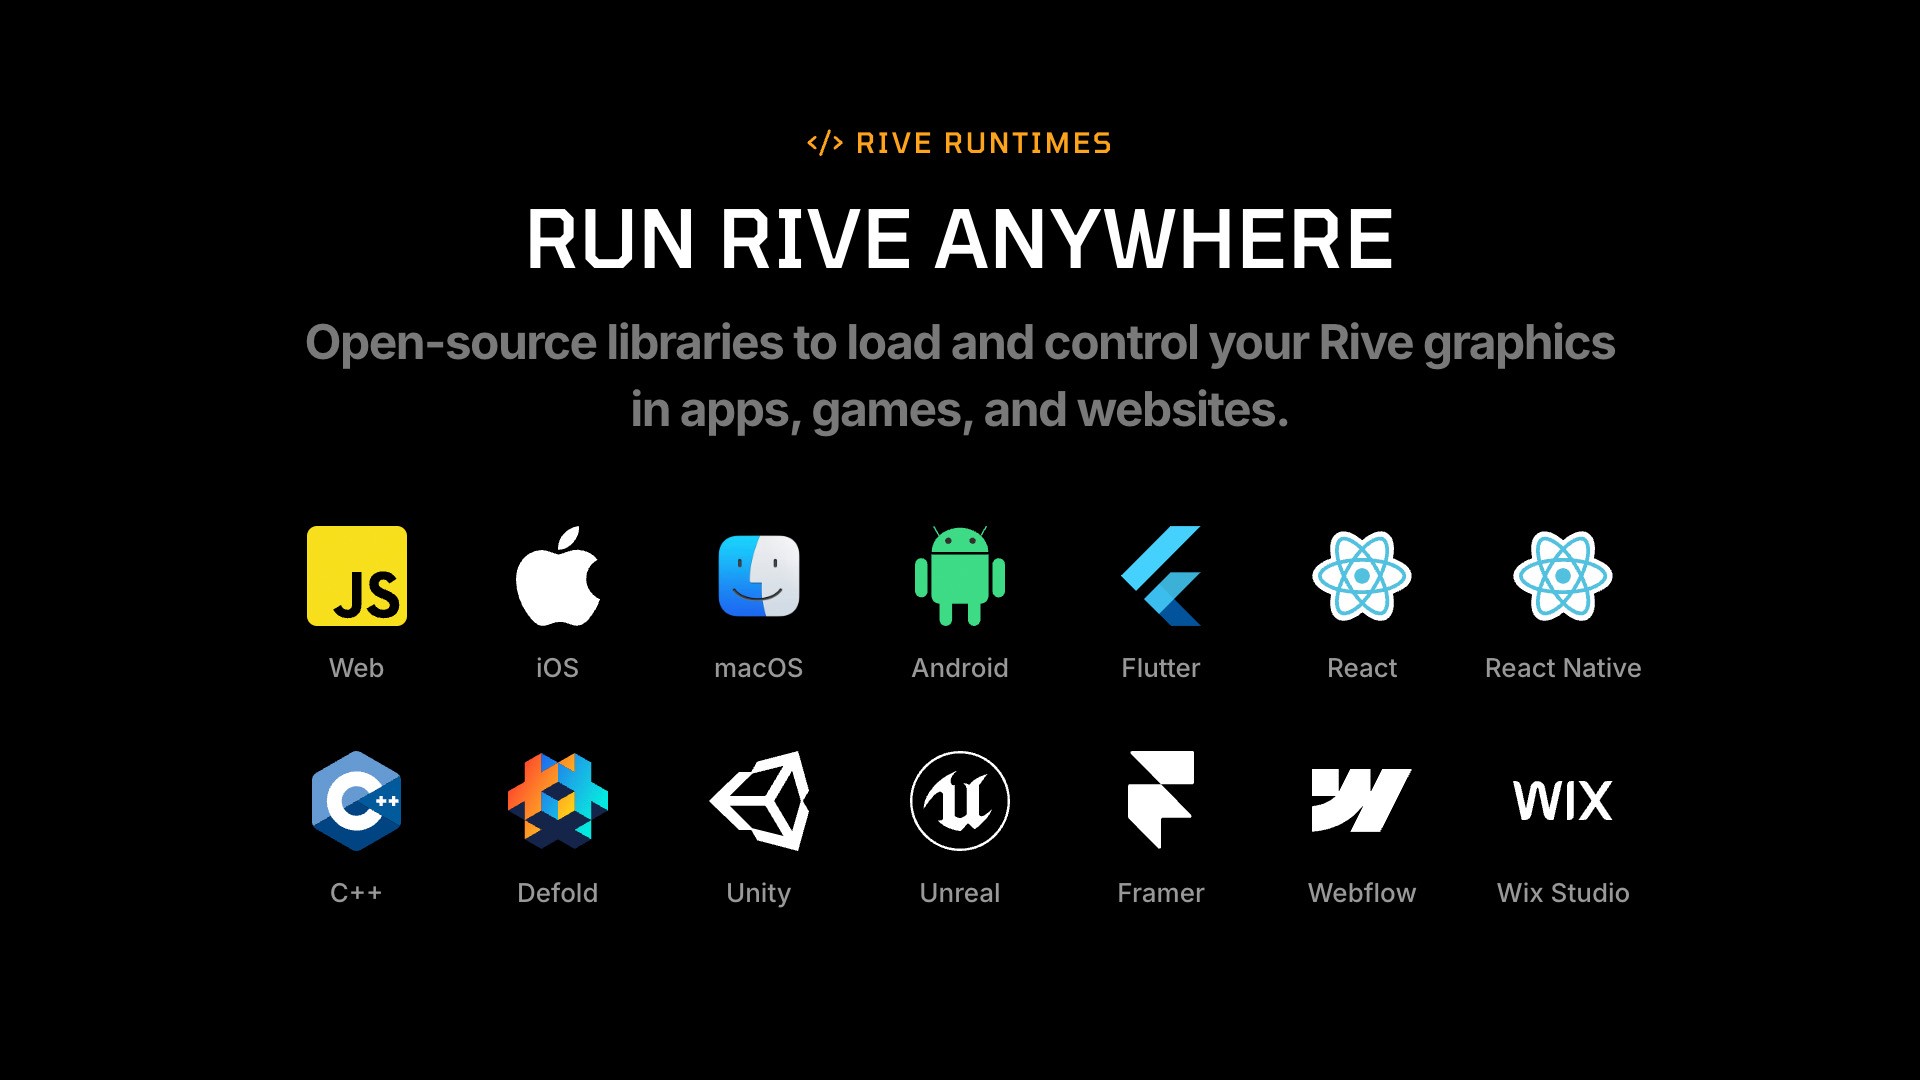 </> RIVE RUNTIMES
RUN RIVE ANYWHERE
Open-source libraries to load and control your Rive graphics
in apps, games, and websites.
JS
Web
iOS
macOS
Android
Flutter
React
React Native
C++
WIX
C++
Defold
Unity
Unreal
Framer
Webflow
Wix Studio